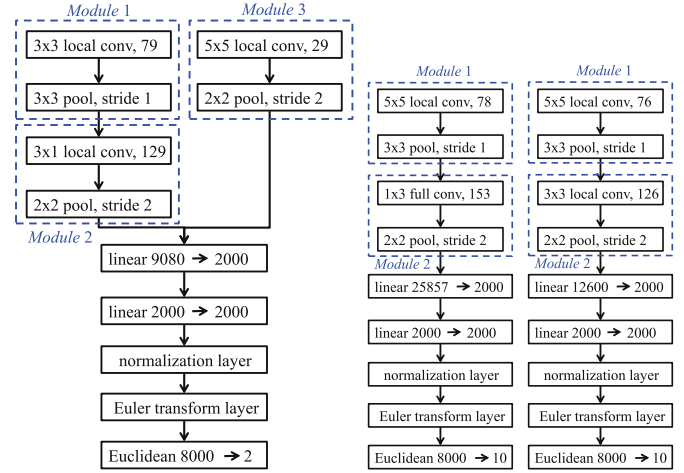 Module 1
3x3 local conv, 79
3x3 pool, stride 1
3x1 local conv, 129
2x2 pool, stride 2
Module 2
Module 3
5x5 local conv, 29
2x2 pool, stride 2
linear 9080 → 2000
linear 2000 → 2000
normalization layer
Euler transform layer
Euclidean 8000 → 2
Module 1
5x5 local conv, 78
3x3 pool, stride 1
1x3 full conv, 153
2x2 pool, stride 2
Module 2
linear 25857 → 2000
linear 2000 → 2000
normalization layer
Euler transform layer
Euclidean 8000 → 10
Module 1
5x5 local conv, 76
3x3 pool, stride 1
3x3 local conv, 126
2x2 pool, stride 2
Module 2
linear 12600 → 2000
linear 2000 → 2000
normalization layer
Euler transform layer
Euclidean 8000 → 10